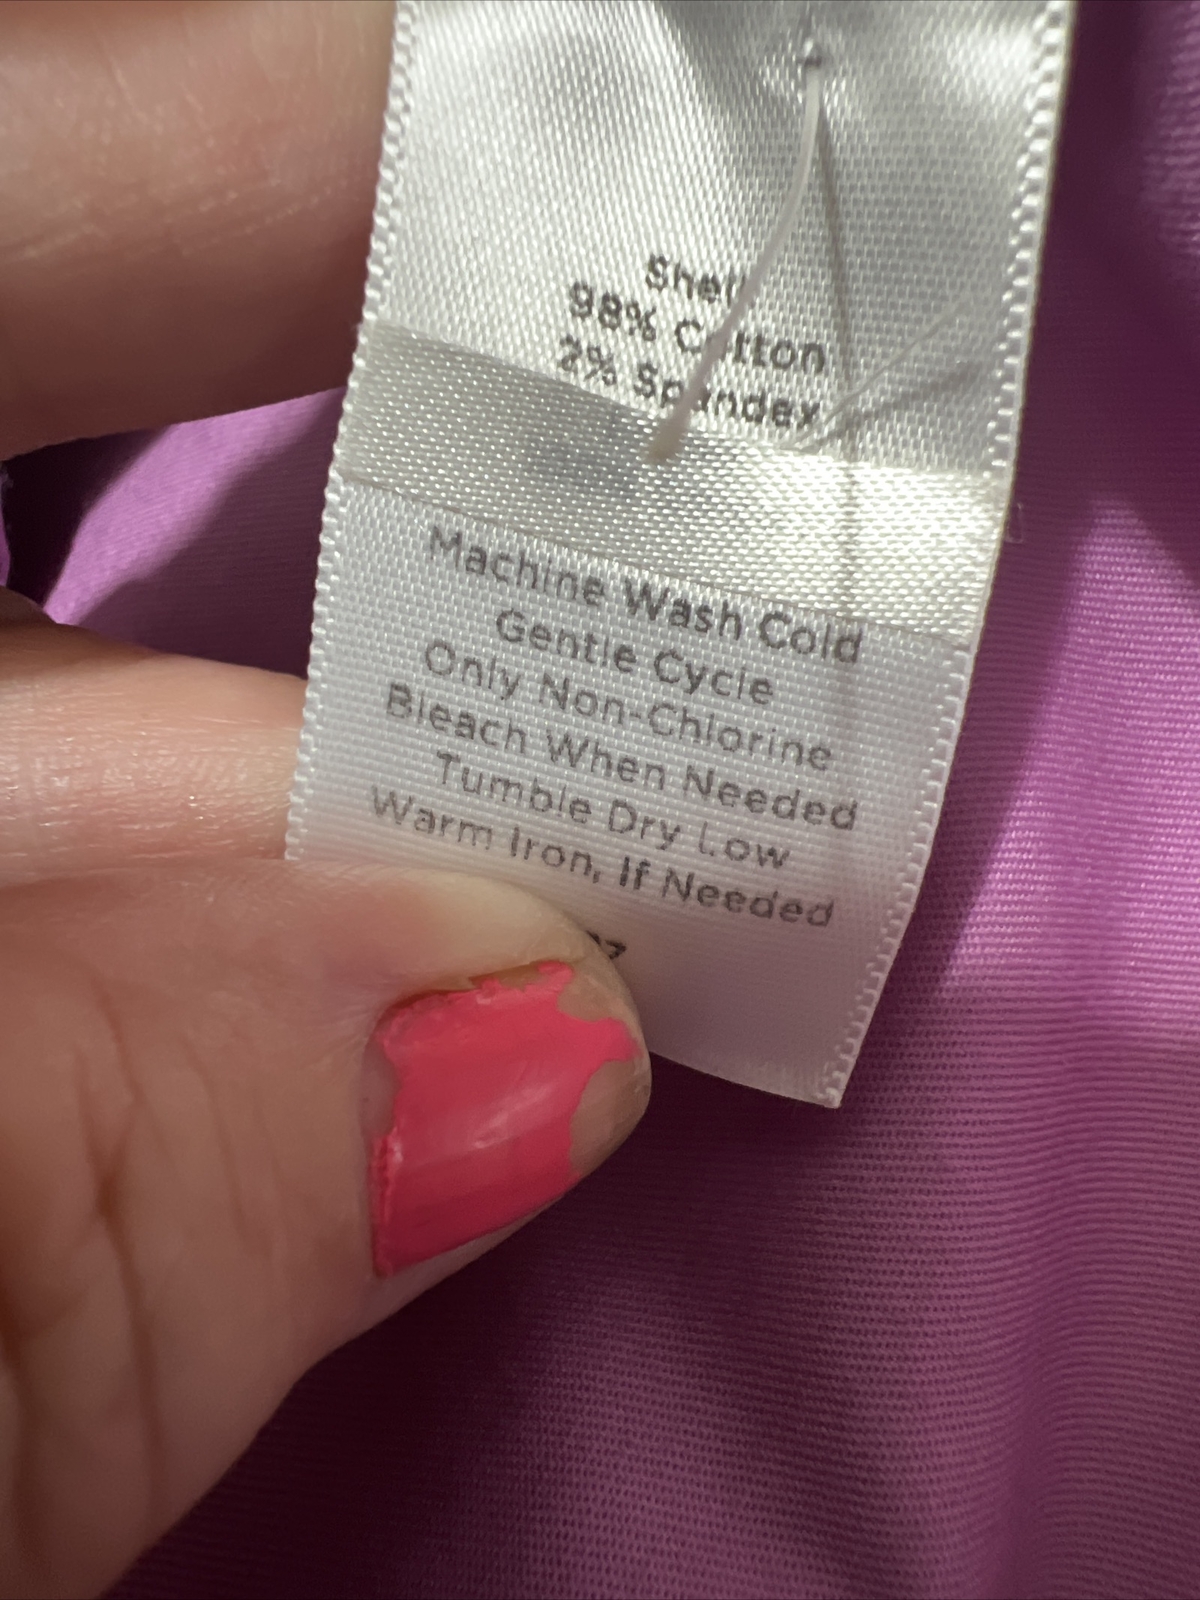 Shell
98% Cotton
2% Spandex
Machine Wash Cold
Gentle Cycle
Only Non-Chlorine
Bleach When Needed
Tumble Dry Low
Warm Iron, If Needed